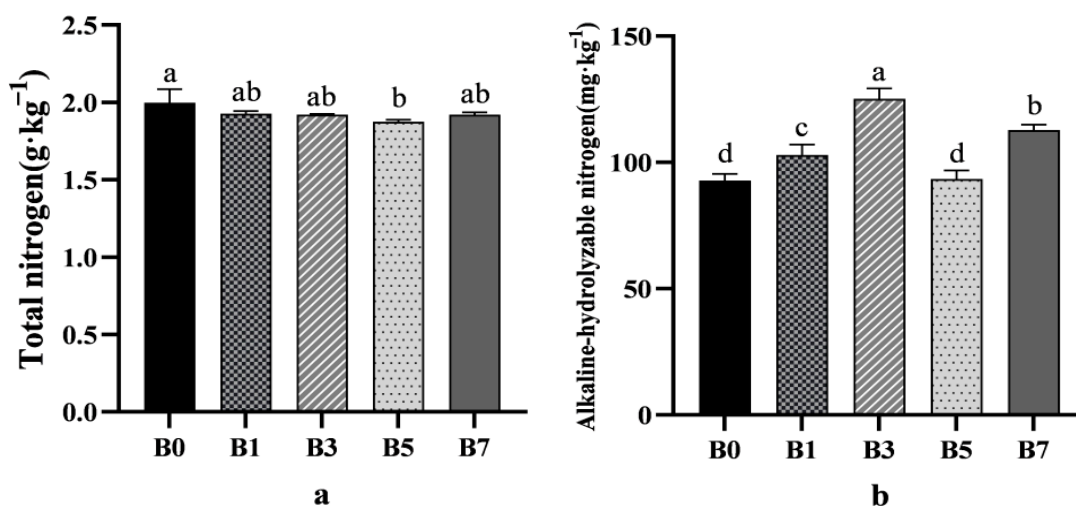 Total nitrogen(g·kg⁻¹)
2.5
2.0
1.5
1.0
0.5
0.0
a
ab
ab
b
ab
B0 B1 B3 B5 B7
a
Alkaline-hydrolyzable nitrogen(mg·kg⁻¹)
150
100
50
0
d
c
a
d
b
B0 B1 B3 B5 B7
b